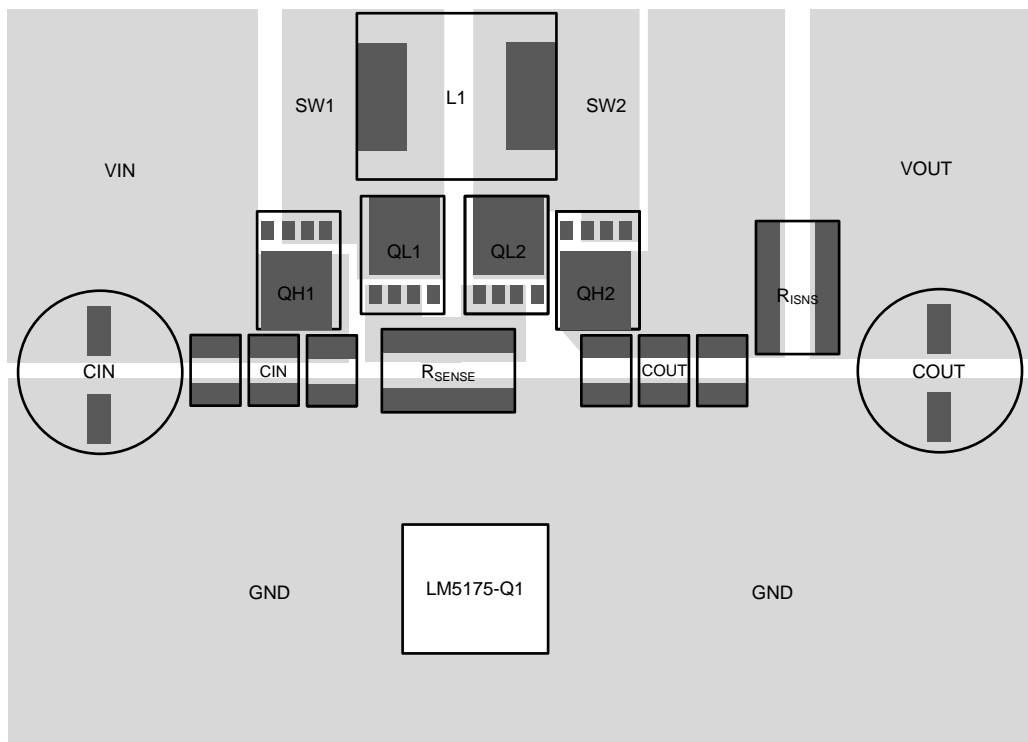 L1
SW1
SW2
VIN
VOUT
QL1
QL2
QH1
QH2
RISNS
CIN
CIN
RSENSE
COUT
COUT
GND
LM5175-Q1
GND